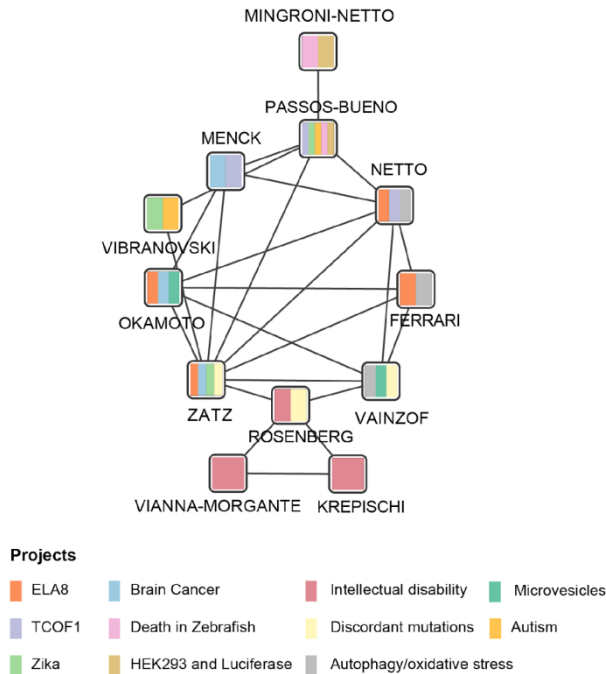 MINGRONI-NETTO
PASSOS-BUENO
MENCK
NETTO
VIBRANOVSKI
OKAMOTO
FERRARI
ZATZ
VAINZOF
ROSENBERG
VIANNA-MORGANTE
KREPISCHI
Projects
ELA8
Brain Cancer
Intellectual disability
Microvesicles
TCOF1
Death in Zebrafish
Discordant mutations
Autism
Zika
HEK293 and Luciferase
Autophagy/oxidative stress